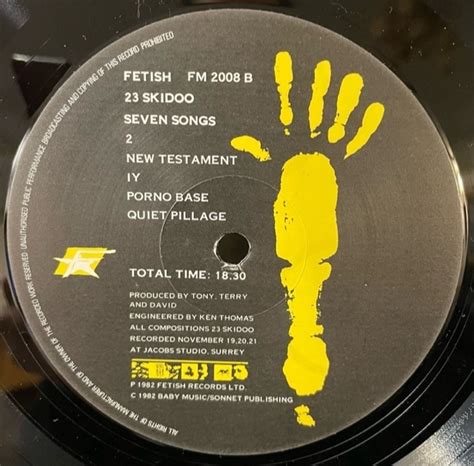 FETISH FM 2008 B
23 SKIDOO
SEVEN SONGS
2
NEW TESTAMENT
IY
PORNO BASE
QUIET PILLAGE
TOTAL TIME: 18.30
PRODUCED BY TONY, TERRY
AND DAVID
ENGINEERED BY KEN THOMAS
ALL COMPOSITIONS 23 SKIDOO
RECORDED NOVEMBER 19,20,21
AT JACOBS STUDIO, SURREY
P 1982 FETISH RECORDS LTD.
C 1982 BABY MUSIC/SONNET PUBLISHING
ALL RIGHTS OF THE MANUFACTURER AND OF THE OWNER OF THE RECORDED WORK RESERVED UNAUTHORISED PUBLIC PERFORMANCE BROADCASTING AND COPYING OF THIS RECORD PROHIBITED